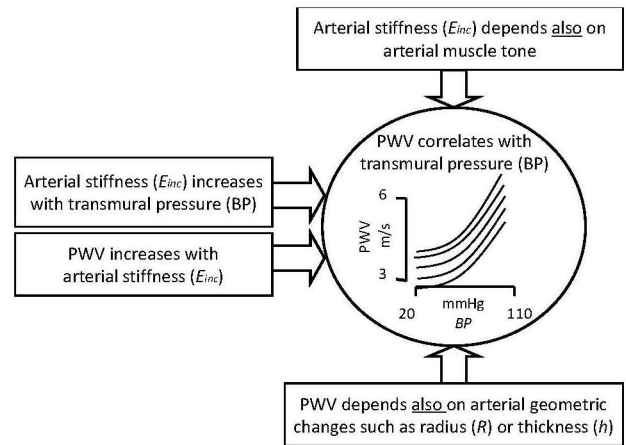 Arterial stiffness (Einc) depends also on
arterial muscle tone
PWV correlates with
transmural pressure (BP)
Arterial stiffness (Einc) increases
with transmural pressure (BP)
PWV increases with
arterial stiffness (Einc)
6
PWV
m/s
3
20
mmHg
110
BP
PWV depends also on arterial geometric
changes such as radius (R) or thickness (h)